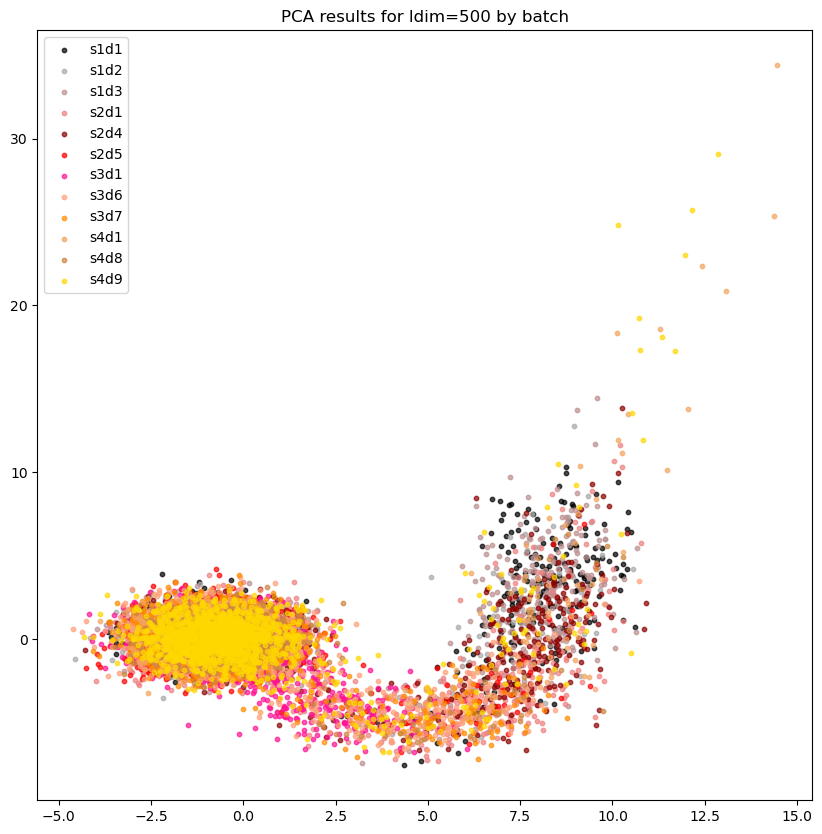 PCA results for ldim=500 by batch
s1d1
s1d2
s1d3
s2d1
s2d4
s2d5
s3d1
s3d6
s3d7
s4d1
s4d8
s4d9
30
20
10
0
−5.0 −2.5 0.0 2.5 5.0 7.5 10.0 12.5 15.0